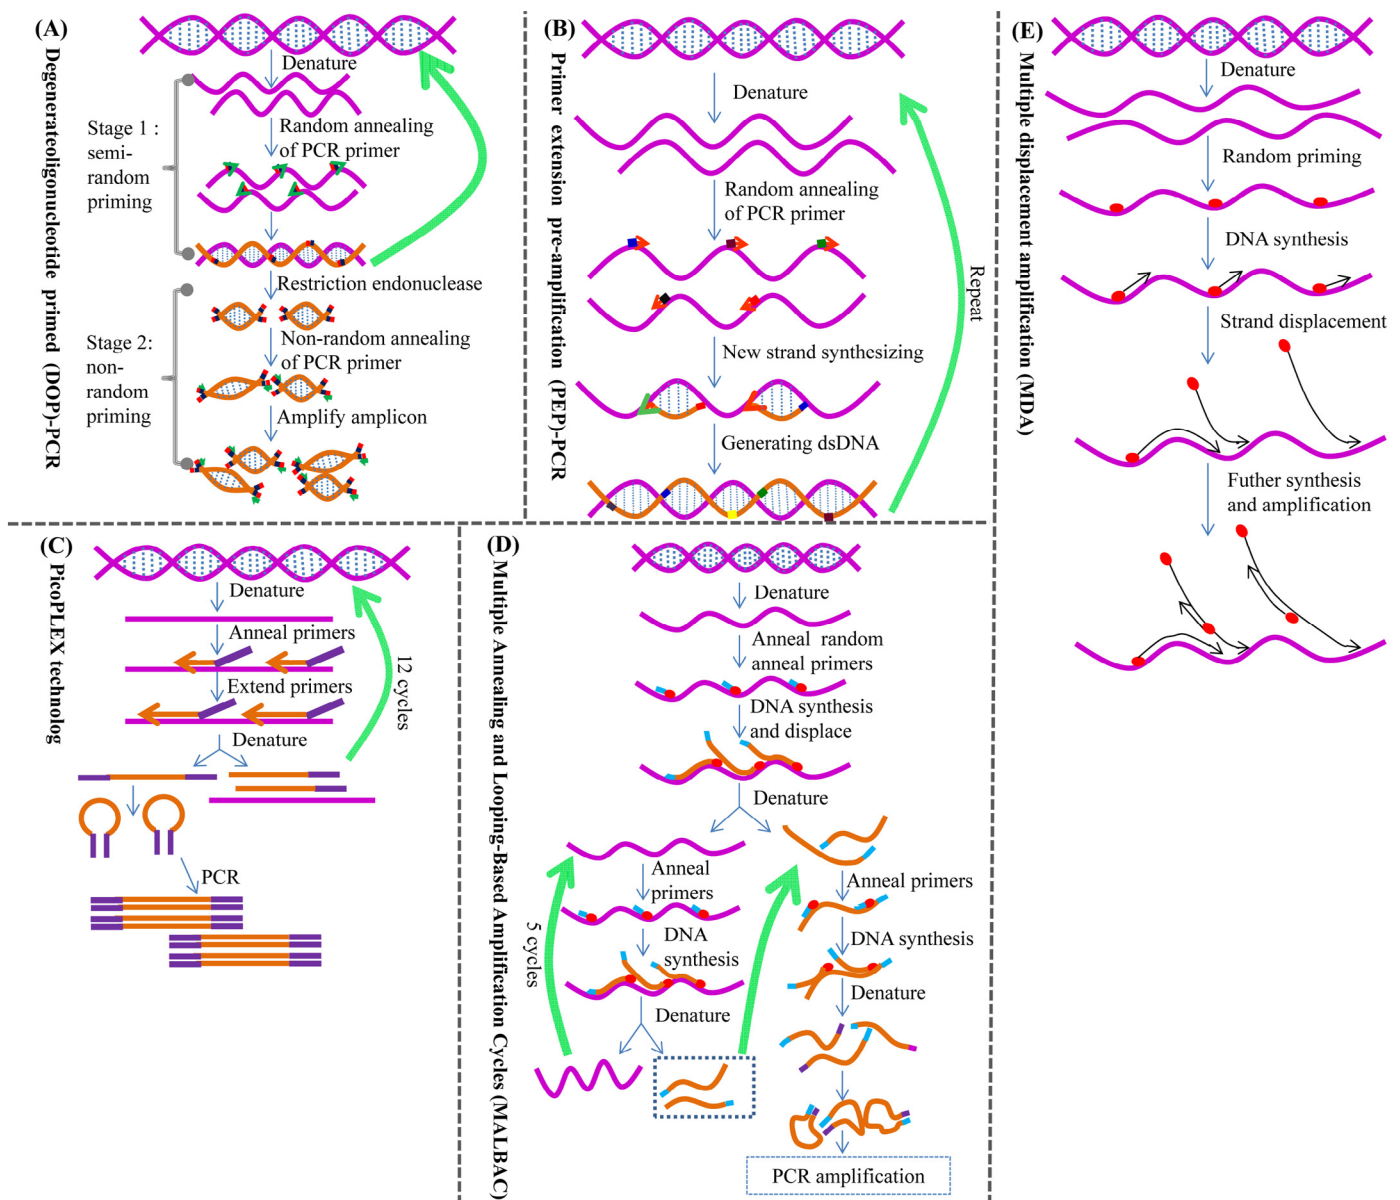 (A)
Degenerateoligonucleotide primed (DOP)-PCR
Denature
Stage 1 :
semi-
random
priming
Random annealing
of PCR primer
Restriction endonuclease
Stage 2:
non-
random
priming
Non-random annealing
of PCR primer
Amplify amplicon
(B)
Primer extension pre-amplification (PEP)-PCR
Denature
Random annealing
of PCR primer
New strand synthesizing
Generating dsDNA
Repeat
(C)
PicoPLEX technolog
Denature
Anneal primers
Extend primers
Denature
12 cycles
PCR
(D)
Multiple Annealing and Looping-Based Amplification Cycles (MALBAC)
Denature
Anneal random
anneal primers
DNA synthesis
and displace
Denature
Anneal
primers
DNA
synthesis
Denature
5 cycles
Anneal primers
DNA synthesis
Denature
PCR amplification
(E)
Multiple displacement amplification (MDA)
Denature
Random priming
DNA synthesis
Strand displacement
Futher synthesis
and amplification